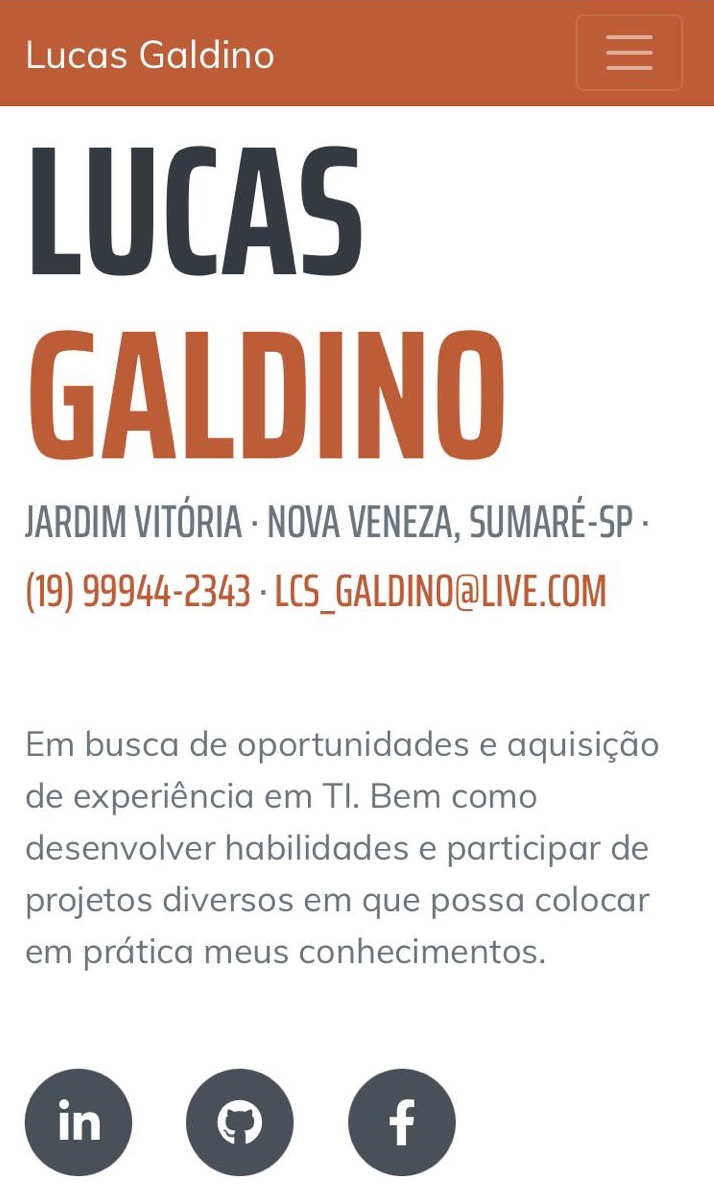 Lucas Galdino
LUCAS
GALDINO
JARDIM VITÓRIA · NOVA VENEZA, SUMARÉ-SP ·
(19) 99944-2343 · LCS_GALDINO@LIVE.COM
Em busca de oportunidades e aquisição
de experiência em TI. Bem como
desenvolver habilidades e participar de
projetos diversos em que possa colocar
em prática meus conhecimentos.
in
f